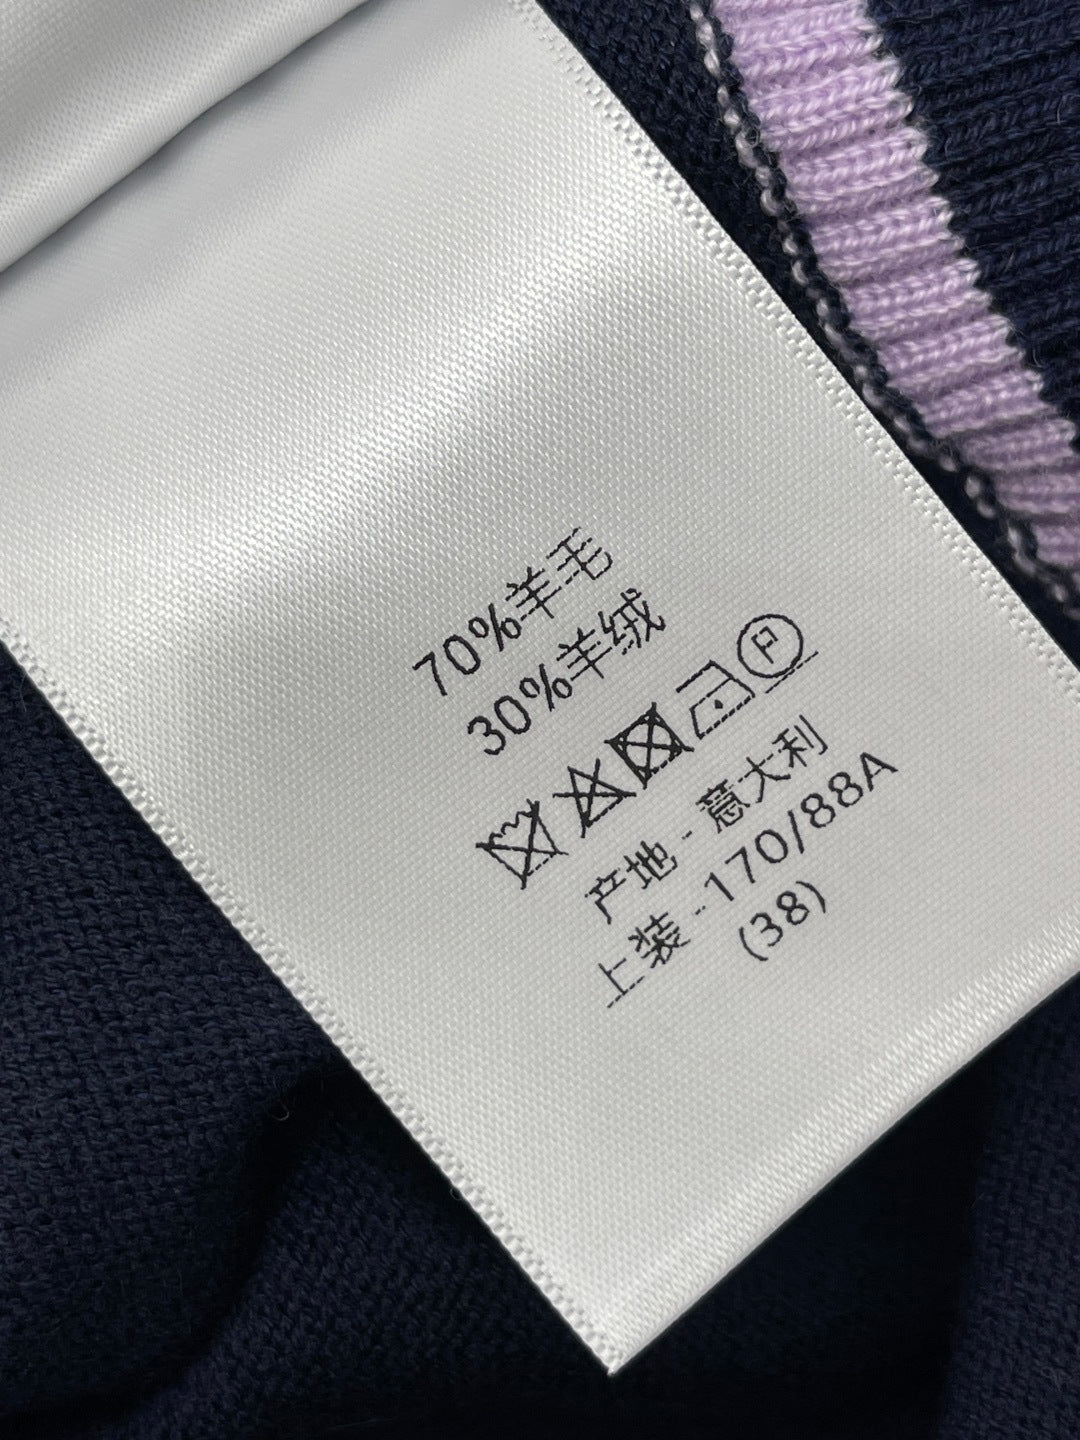 70%羊毛
30%羊绒
P
产地 - 意大利
上装 - 170/88A
(38)